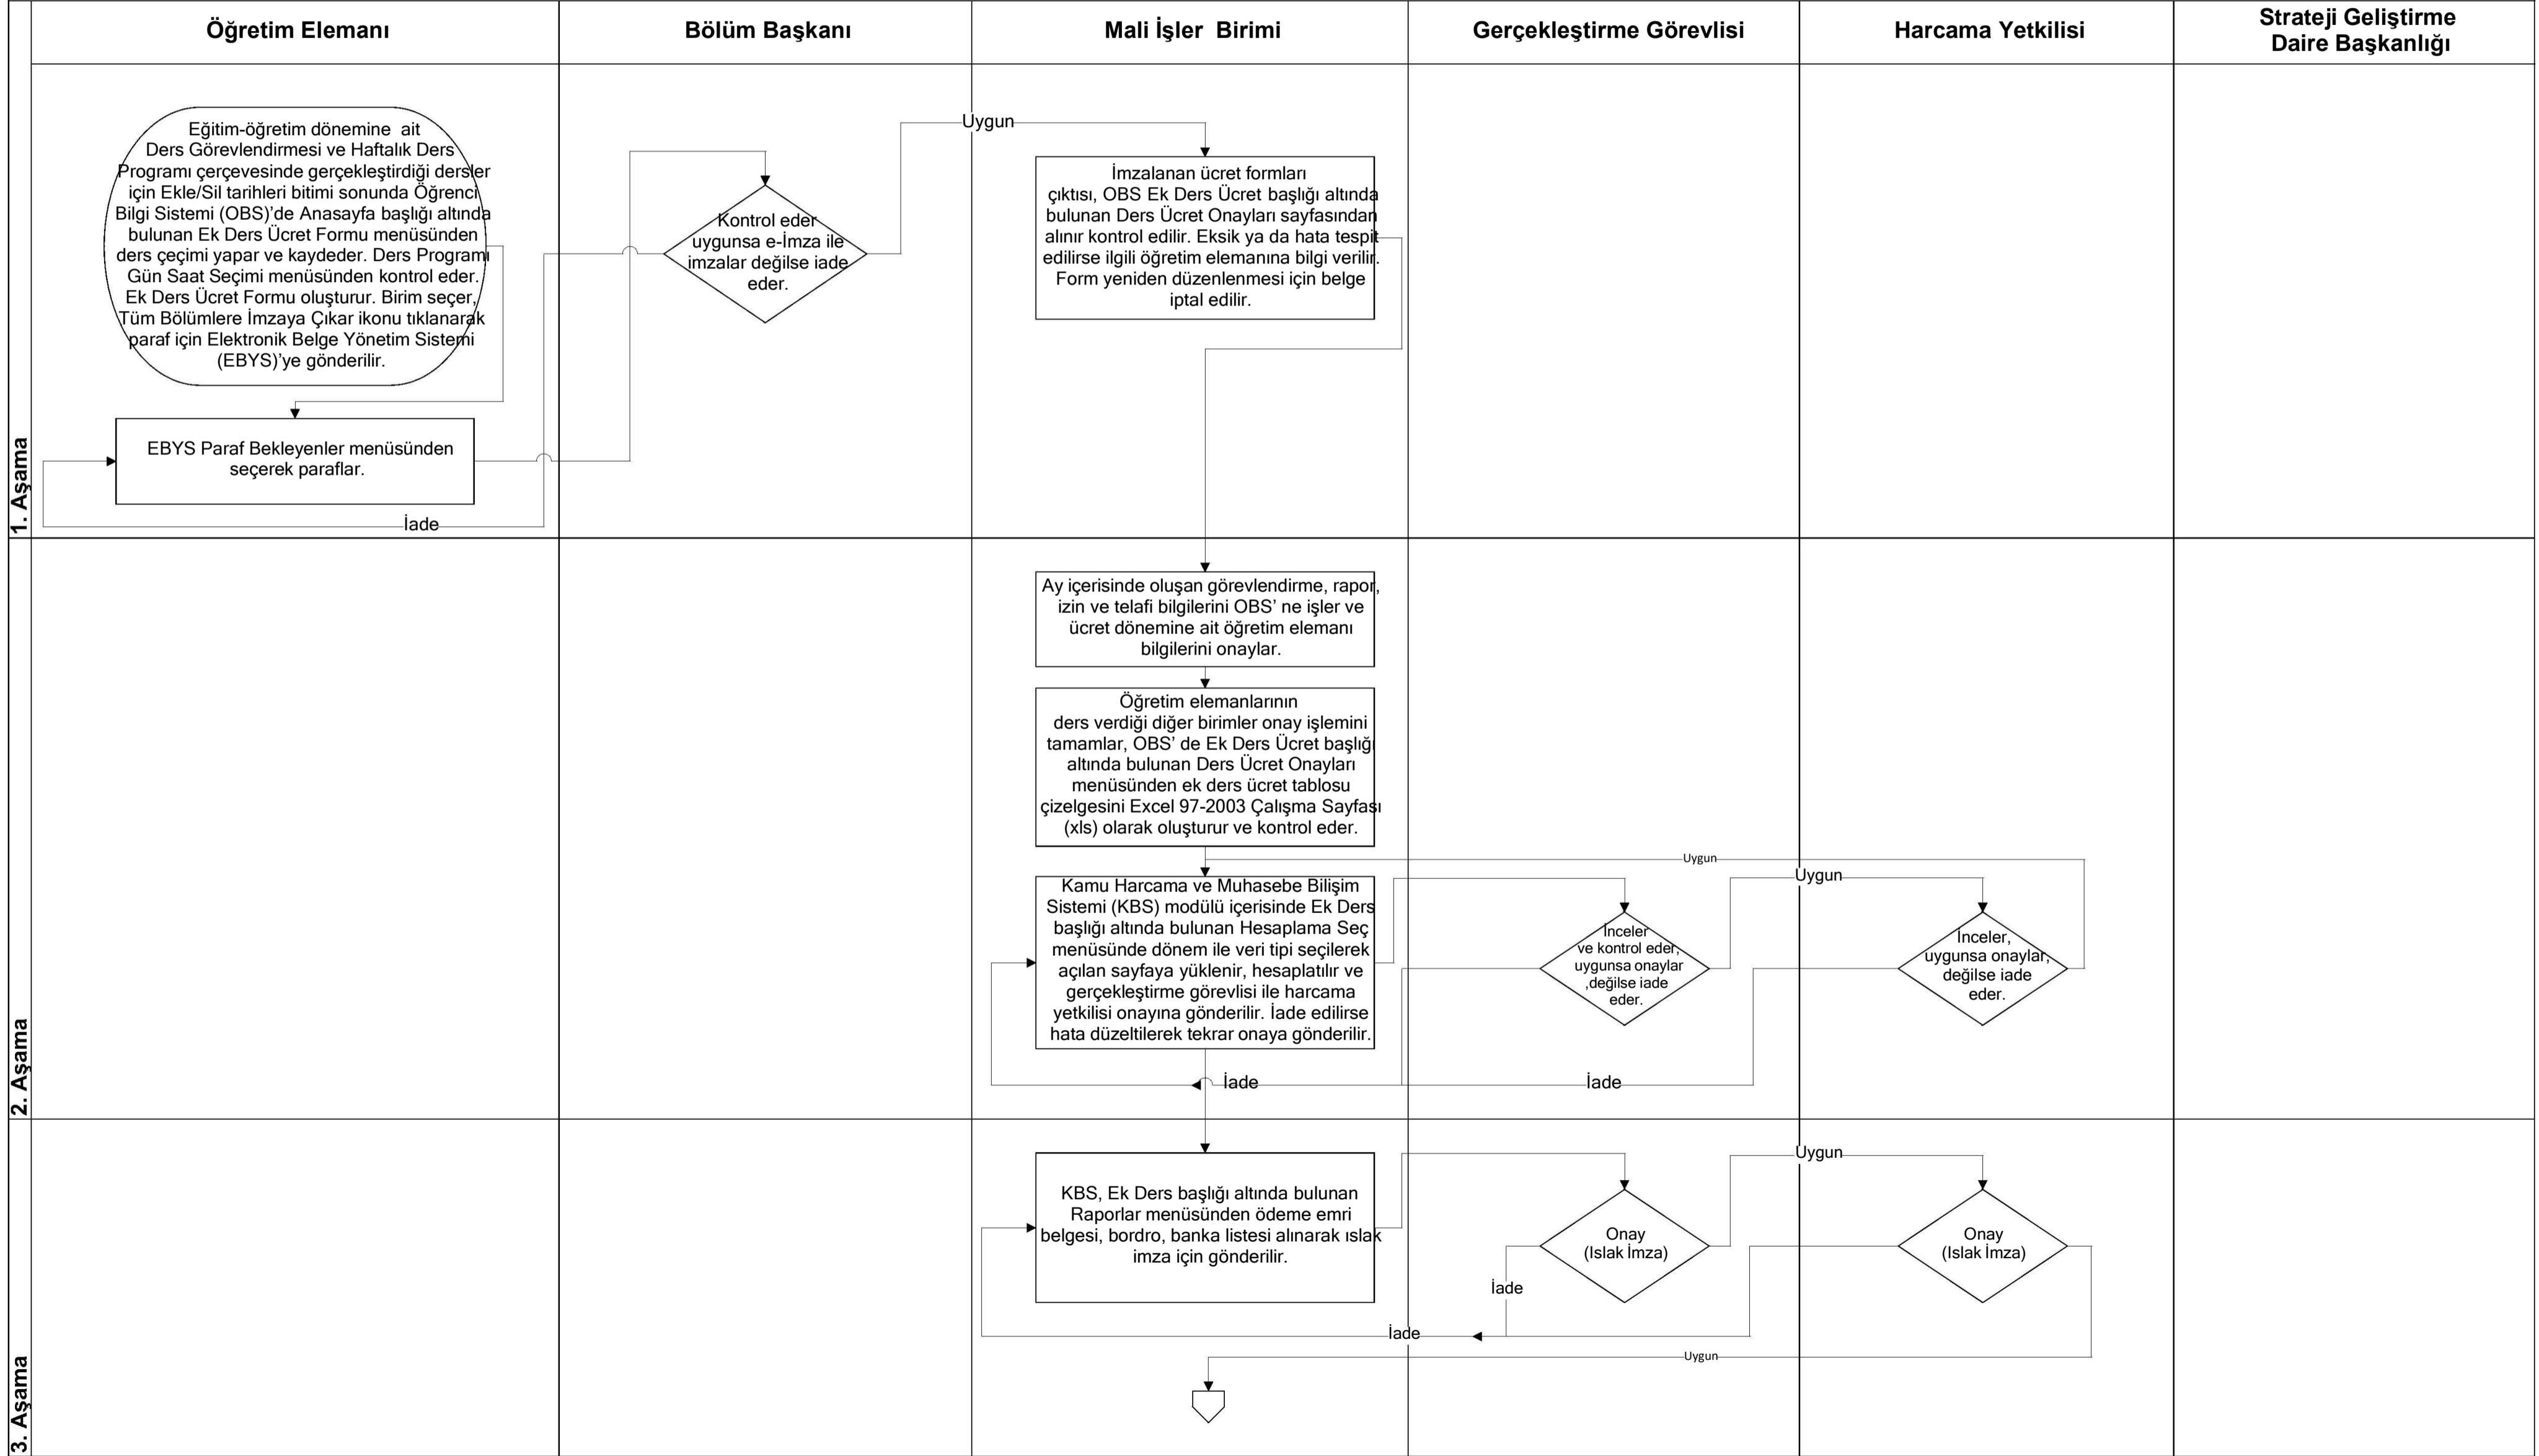 Öğretim Elemanı
Bölüm Başkanı
Mali İşler Birimi
Gerçekleştirme Görevlisi
Harcama Yetkilisi
Strateji Geliştirme
Daire Başkanlığı
1. Aşama
Eğitim-öğretim dönemine ait
Ders Görevlendirmesi ve Haftalık Ders
Programı çerçevesinde gerçekleştirdiği dersler
için Ekle/Sil tarihleri bitimi sonunda Öğrenci
Bilgi Sistemi (OBS)’de Anasayfa başlığı altında
bulunan Ek Ders Ücret Formu menüsünden
ders çeçimi yapar ve kaydeder. Ders Programı
Gün Saat Seçimi menüsünden kontrol eder.
Ek Ders Ücret Formu oluşturur. Birim seçer,
Tüm Bölümlere İmzaya Çıkar ikonu tıklanarak
paraf için Elektronik Belge Yönetim Sistemi
(EBYS)’ye gönderilir.
EBYS Paraf Bekleyenler menüsünden
seçerek paraflar.
İade
Kontrol eder
uygunsa e-İmza ile
imzalar değilse iade
eder.
Uygun
İmzalanan ücret formları
çıktısı, OBS Ek Ders Ücret başlığı altında
bulunan Ders Ücret Onayları sayfasından
alınır kontrol edilir. Eksik ya da hata tespit
edilirse ilgili öğretim elemanına bilgi verilir.
Form yeniden düzenlenmesi için belge
iptal edilir.
2. Aşama
Ay içerisinde oluşan görevlendirme, rapor,
izin ve telafi bilgilerini OBS’ ne işler ve
ücret dönemine ait öğretim elemanı
bilgilerini onaylar.
Öğretim elemanlarının
ders verdiği diğer birimler onay işlemini
tamamlar, OBS’ de Ek Ders Ücret başlığı
altında bulunan Ders Ücret Onayları
menüsünden ek ders ücret tablosu
çizelgesini Excel 97-2003 Çalışma Sayfası
(xls) olarak oluşturur ve kontrol eder.
Uygun
Kamu Harcama ve Muhasebe Bilişim
Sistemi (KBS) modülü içerisinde Ek Ders
başlığı altında bulunan Hesaplama Seç
menüsünde dönem ile veri tipi seçilerek
açılan sayfaya yüklenir, hesaplatılır ve
gerçekleştirme görevlisi ile harcama
yetkilisi onayına gönderilir. İade edilirse
hata düzeltilerek tekrar onaya gönderilir.
İnceler
ve kontrol eder,
uygunsa onaylar
,değilse iade
eder.
Uygun
İnceler,
uygunsa onaylar,
değilse iade
eder.
İade
İade
3. Aşama
KBS, Ek Ders başlığı altında bulunan
Raporlar menüsünden ödeme emri
belgesi, bordro, banka listesi alınarak ıslak
imza için gönderilir.
Onay
(Islak İmza)
Uygun
Onay
(Islak İmza)
İade
İade
Uygun